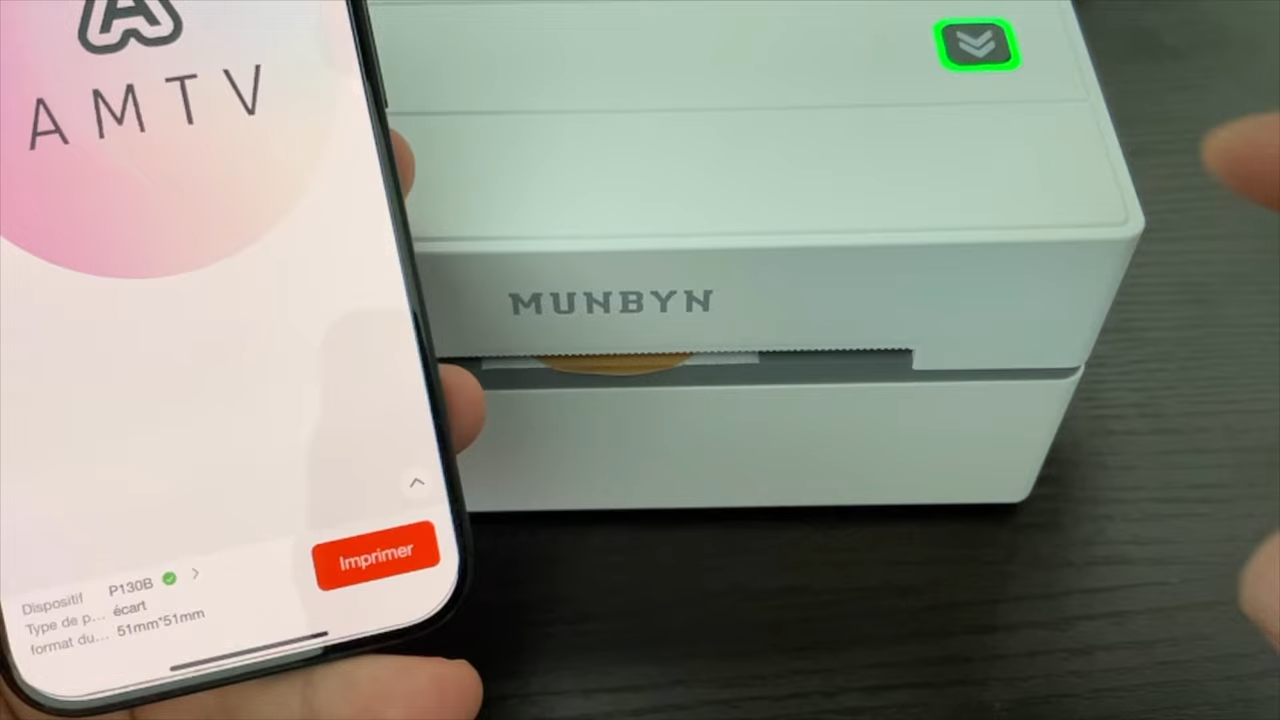 A
AMTV
MUNBYN
Imprimer
Dispositif P130B
Type de p... écart
format du... 51mm*51mm